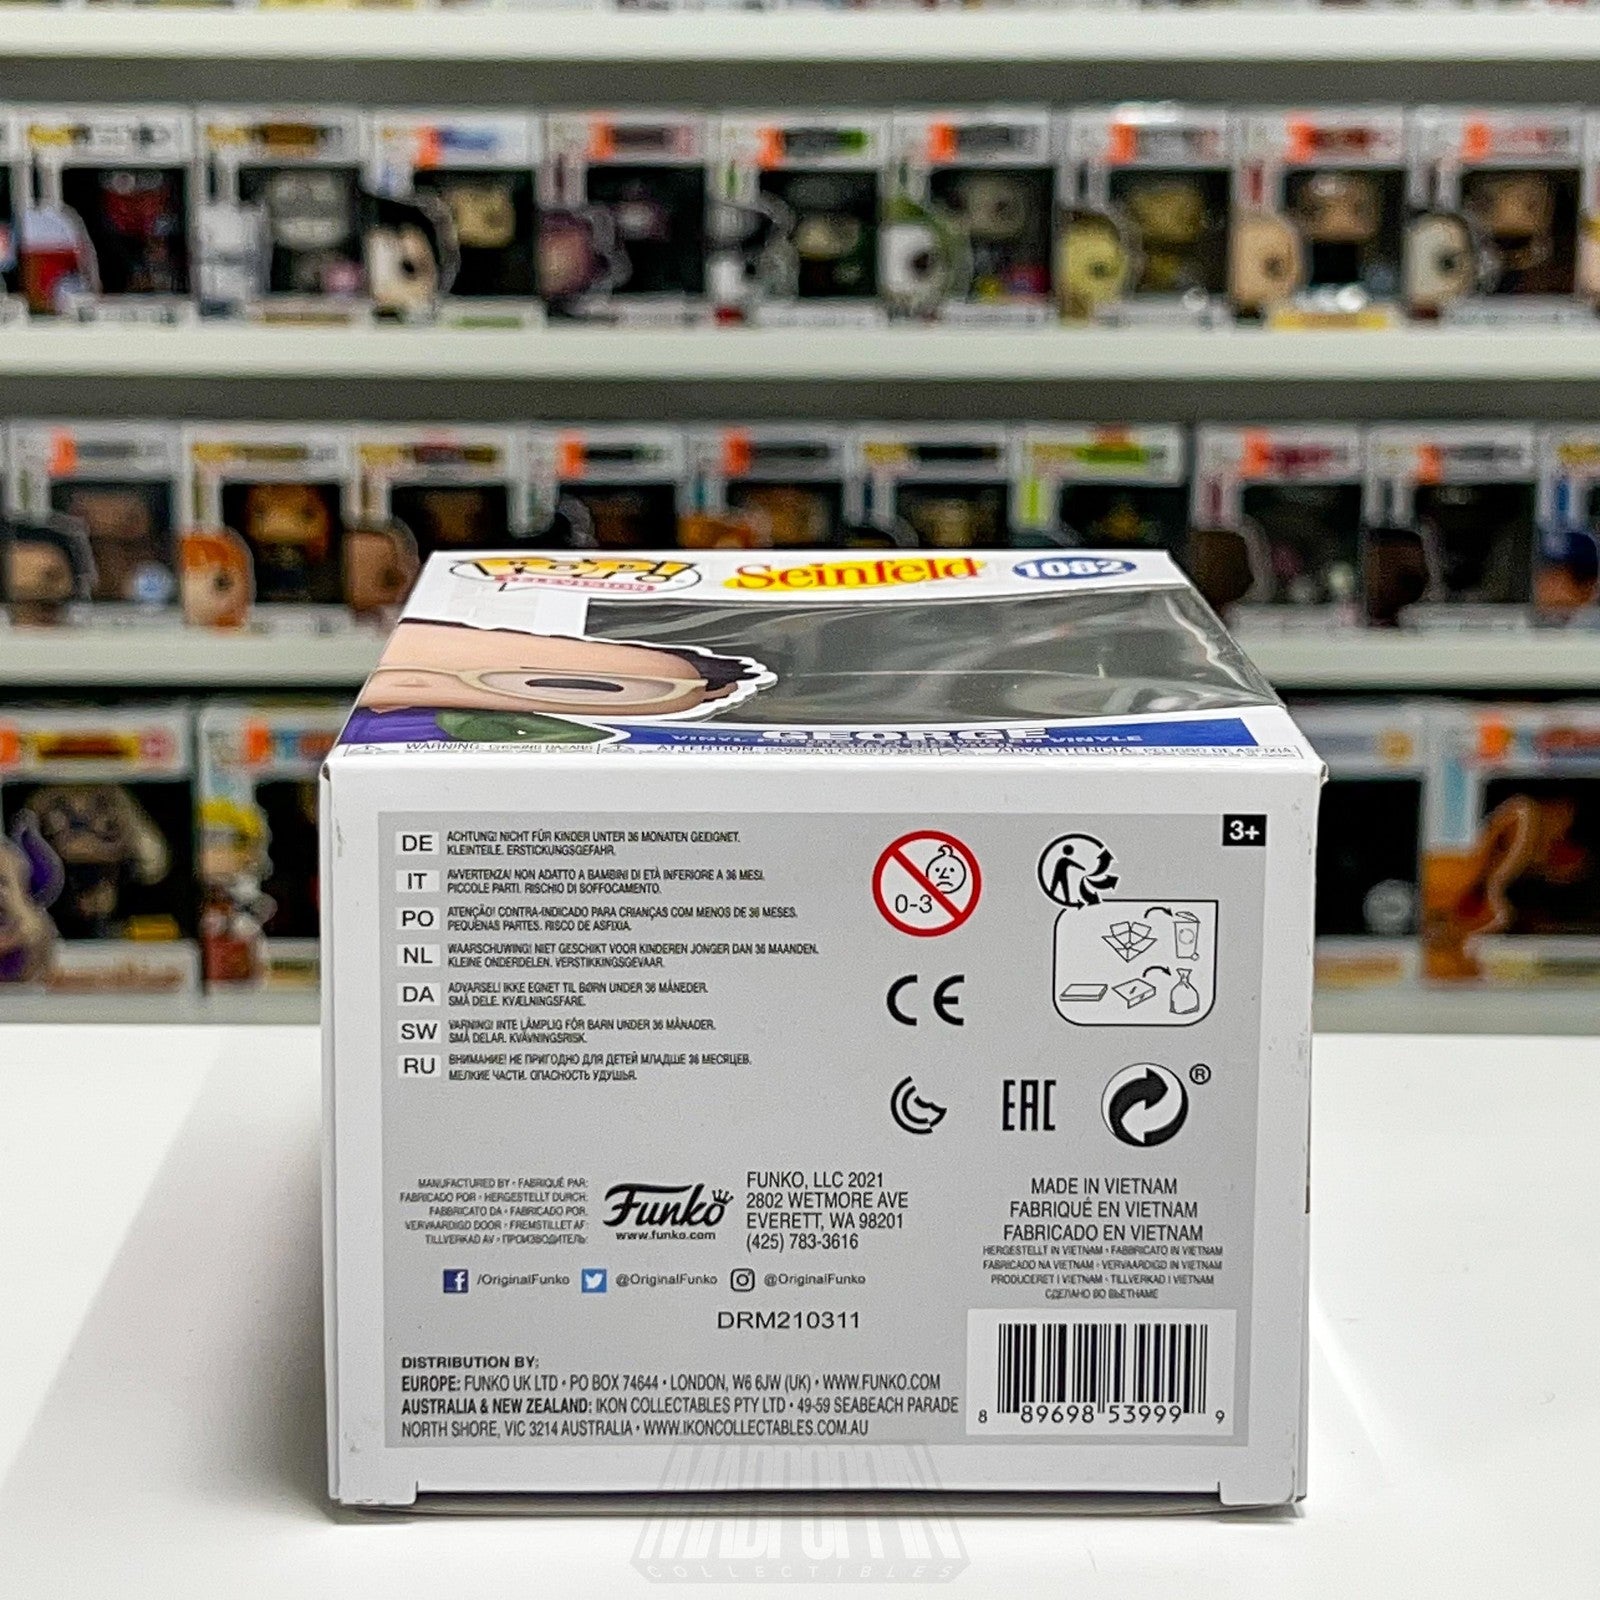 POP!
TELEVISION
Seinfeld
1082
GEORGE
DE ACHTUNG! NICHT FÜR KINDER UNTER 36 MONATEN GEEIGNET.
KLEINTEILE. ERSTICKUNGSGEFAHR.
IT AVVERTENZA! NON ADATTO A BAMBINI DI ETÀ INFERIORE A 36 MESI.
PICCOLE PARTI. RISCHIO DI SOFFOCAMENTO.
PO ATENÇÃO! CONTRA-INDICADO PARA CRIANÇAS COM MENOS DE 36 MESES.
PEQUENAS PARTES. RISCO DE ASFIXIA.
NL WAARSCHUWING! NIET GESCHIKT VOOR KINDEREN JONGER DAN 36 MAANDEN.
KLEINE ONDERDELEN. VERSTIKKINGSGEVAAR.
DA ADVARSEL! IKKE EGNET TIL BØRN UNDER 36 MÅNEDER.
SMÅ DELE. KVÆLNINGSFARE.
SW VARNING! INTE LÄMPLIG FÖR BARN UNDER 36 MÅNADER.
SMÅ DELAR. KVÄVNINGSRISK.
RU ВНИМАНИЕ! НЕ ПРИГОДНО ДЛЯ ДЕТЕЙ МЛАДШЕ 36 МЕСЯЦЕВ.
МЕЛКИЕ ЧАСТИ. ОПАСНОСТЬ УДУШЬЯ.
3+
0-3
CE
EAC
®
MANUFACTURED BY • FABRIQUÉ PAR:
FABRICADO POR • HERGESTELLT DURCH:
FABBRICATO DA • FABRICADO POR:
VERVAARDIGD DOOR • FREMSTILLET AF:
TILLVERKAD AV • ПРОИЗВОДИТЕЛЬ:
Funko
www.funko.com
FUNKO, LLC 2021
2802 WETMORE AVE
EVERETT, WA 98201
(425) 783-3616
MADE IN VIETNAM
FABRIQUÉ EN VIETNAM
FABRICADO EN VIETNAM
HERGESTELLT IN VIETNAM • FABBRICATO IN VIETNAM
FABRICADO NA VIETNAM • VERVAARDIGD IN VIETNAM
PRODUCERET I VIETNAM • TILLVERKAD I VIETNAM
СДЕЛАНО ВО ВЬЕТНАМЕ
/OriginalFunko @OriginalFunko @OriginalFunko
DRM210311
DISTRIBUTION BY:
EUROPE: FUNKO UK LTD • PO BOX 74644 • LONDON, W6 6JW (UK) • WWW.FUNKO.COM
AUSTRALIA & NEW ZEALAND: IKON COLLECTABLES PTY LTD • 49-59 SEABEACH PARADE
NORTH SHORE, VIC 3214 AUSTRALIA • WWW.IKONCOLLECTABLES.COM.AU
8 89698 53999 9
MADPOPPIN
COLLECTIBLES